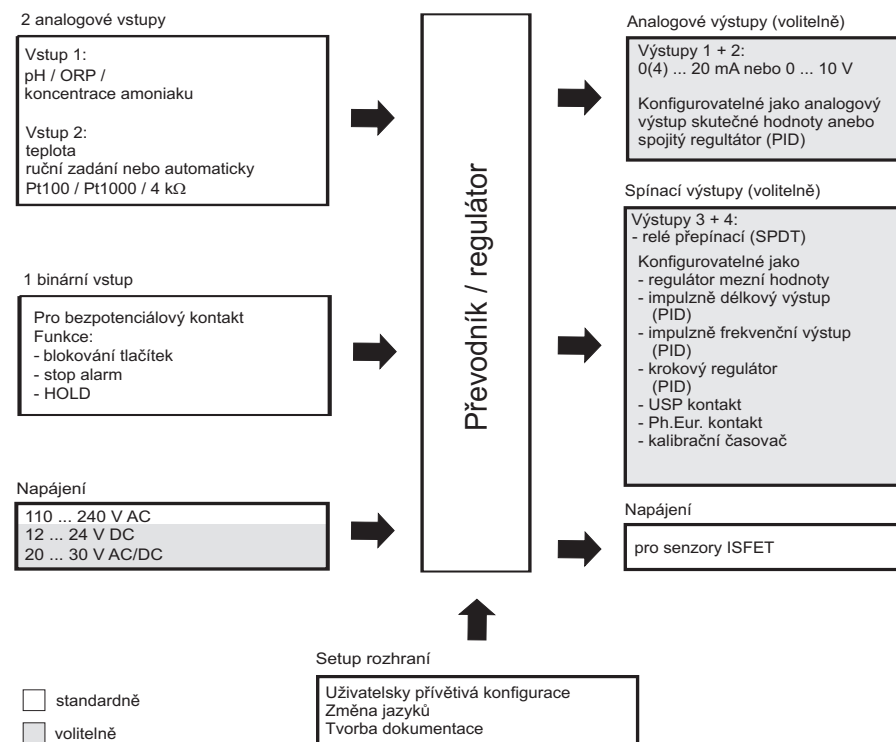 2 analogové vstupy
Vstup 1:
pH / ORP /
koncentrace amoniaku
Vstup 2:
teplota
ruční zadání nebo automaticky
Pt100 / Pt1000 / 4 kΩ
1 binární vstup
Pro bezpotenciálový kontakt
Funkce:
- blokování tlačítek
- stop alarm
- HOLD
Napájení
110 ... 240 V AC
12 ... 24 V DC
20 ... 30 V AC/DC
Převodník / regulátor
Analogové výstupy (volitelně)
Výstupy 1 + 2:
0(4) ... 20 mA nebo 0 ... 10 V
Konfigurovatelné jako analogový
výstup skutečné hodnoty anebo
spojitý regultátor (PID)
Spínací výstupy (volitelně)
Výstupy 3 + 4:
- relé přepínací (SPDT)
Konfigurovatelné jako
- regulátor mezní hodnoty
- impulzně délkový výstup
(PID)
- impulzně frekvenční výstup
(PID)
- krokový regulátor
(PID)
- USP kontakt
- Ph.Eur. kontakt
- kalibrační časovač
Napájení
pro senzory ISFET
Setup rozhraní
Uživatelsky přívětivá konfigurace
Změna jazyků
Tvorba dokumentace
standardně
volitelně